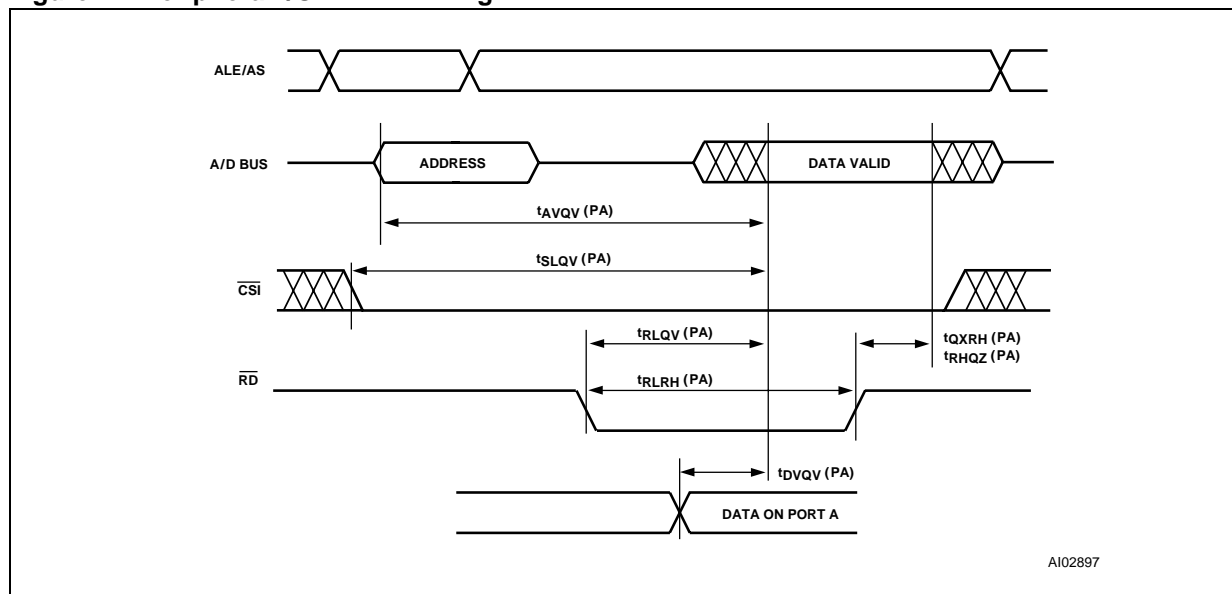 ALE/AS
A/D BUS
ADDRESS
DATA VALID
tAVQV (PA)
tSLQV (PA)
CSI
tRLQV (PA)
tQXRH (PA)
tRHQZ (PA)
RD
tRLRH (PA)
tDVQV (PA)
DATA ON PORT A
AI02897